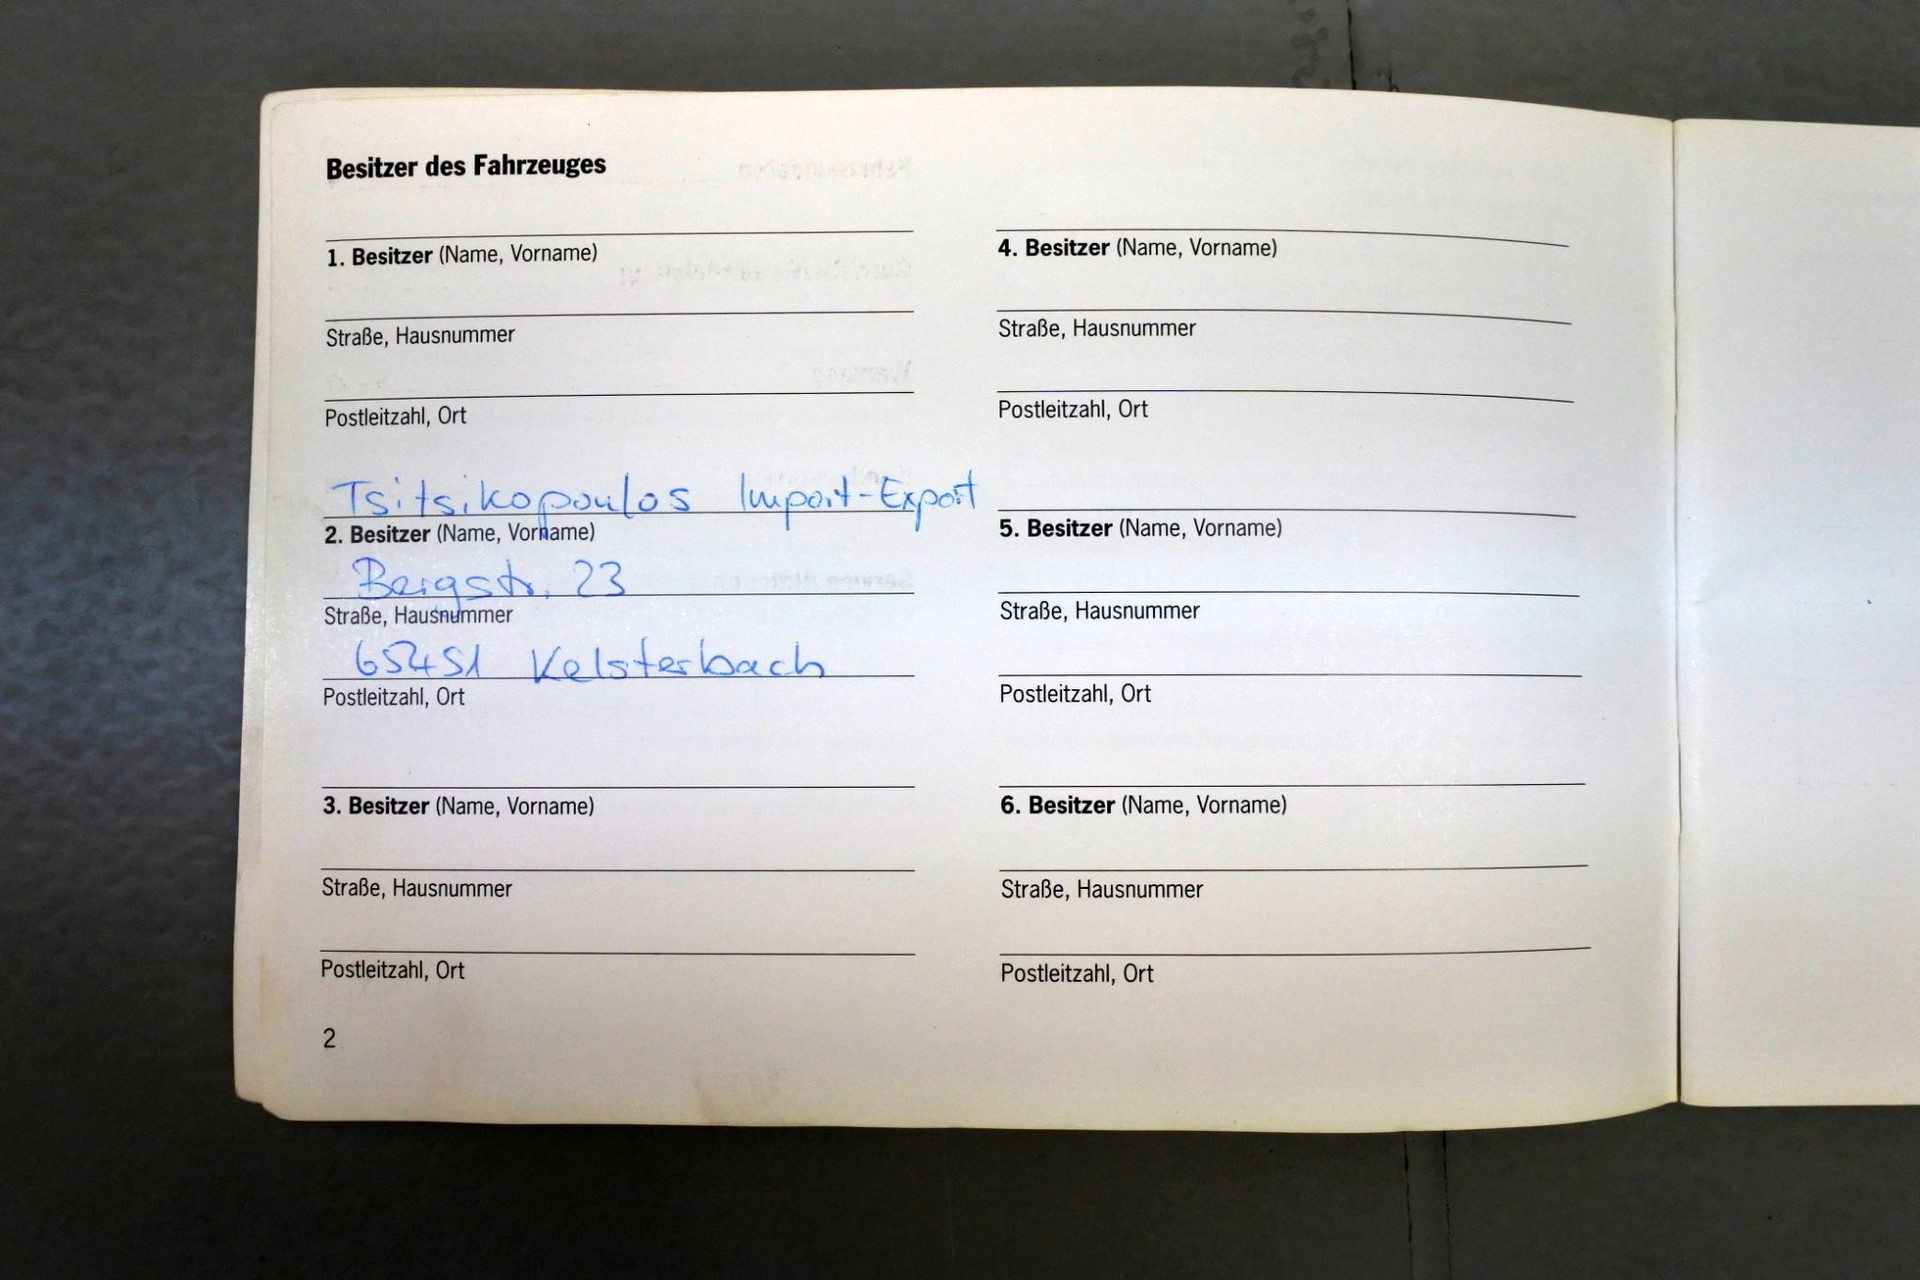 Besitzer des Fahrzeuges
1. Besitzer (Name, Vorname)
Straße, Hausnummer
Postleitzahl, Ort
Tsitsikopoulos Import-Export
2. Besitzer (Name, Vorname)
Bergstr. 23
Straße, Hausnummer
65451 Kelsterbach
Postleitzahl, Ort
3. Besitzer (Name, Vorname)
Straße, Hausnummer
Postleitzahl, Ort
4. Besitzer (Name, Vorname)
Straße, Hausnummer
Postleitzahl, Ort
5. Besitzer (Name, Vorname)
Straße, Hausnummer
Postleitzahl, Ort
6. Besitzer (Name, Vorname)
Straße, Hausnummer
Postleitzahl, Ort
2